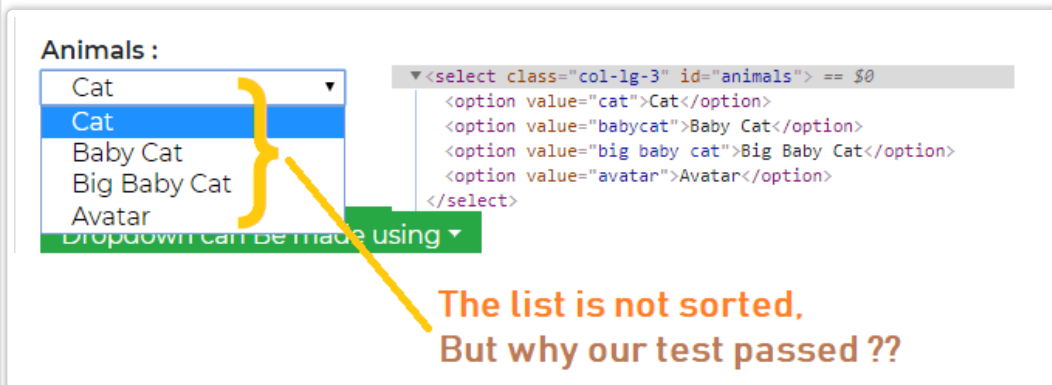 Animals :
Cat
Cat
Baby Cat
Big Baby Cat
Avatar
Dropdown can Be made using
▼<select class="col-lg-3" id="animals"> == $0
<option value="cat">Cat</option>
<option value="babycat">Baby Cat</option>
<option value="big baby cat">Big Baby Cat</option>
<option value="avatar">Avatar</option>
</select>
The list is not sorted,
But why our test passed ??